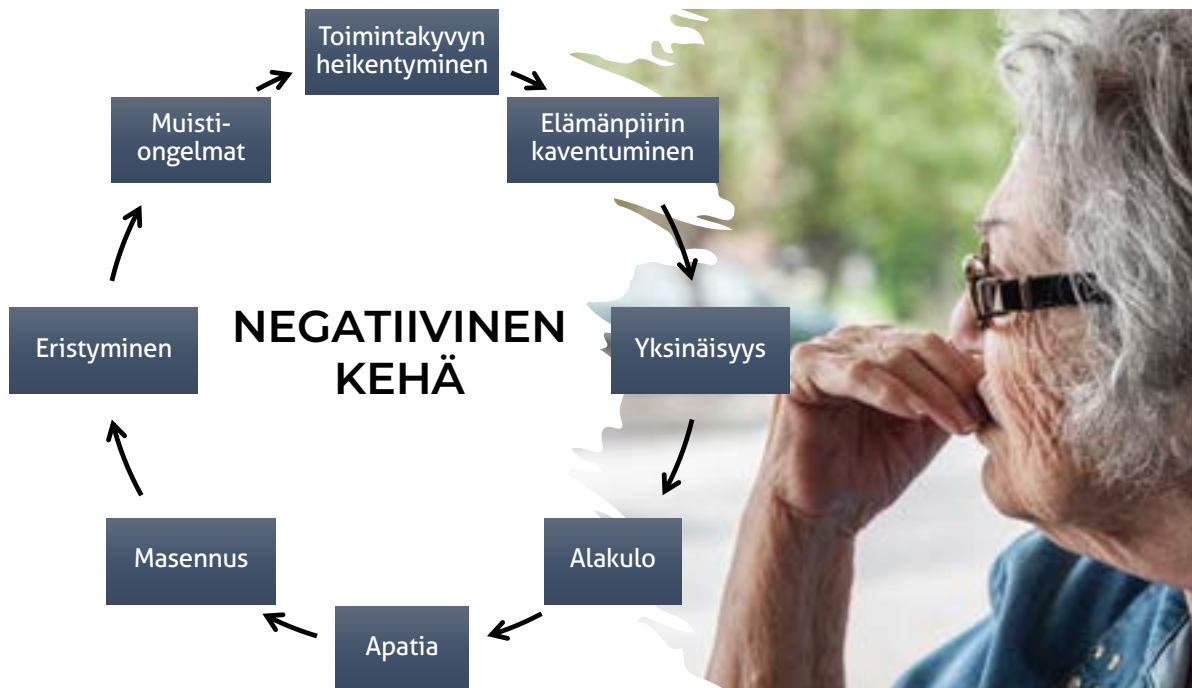 Toimintakyvyn
heikentyminen
Elämänpiirin
kaventuminen
Yksinäisyys
Alakulo
Apatia
Masennus
Eristyminen
Muisti-
ongelmat
NEGATIIVINEN
KEHÄ